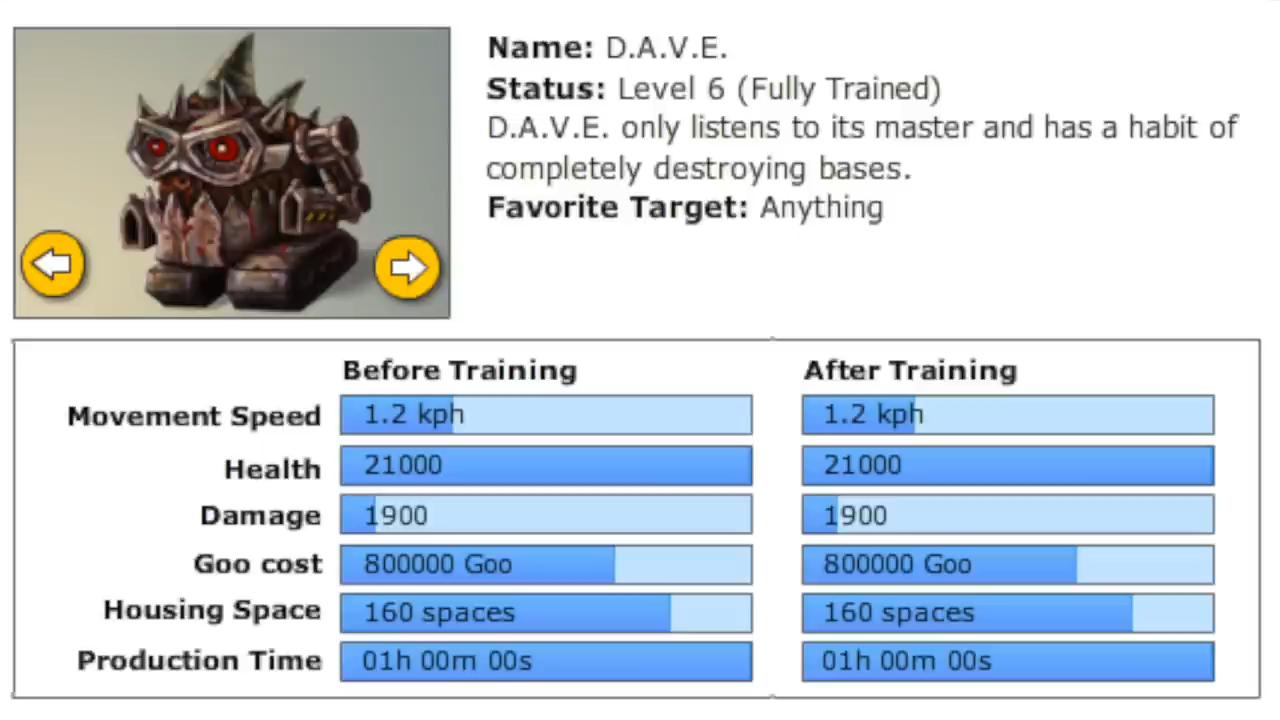 Name: D.A.V.E.
Status: Level 6 (Fully Trained)
D.A.V.E. only listens to its master and has a habit of
completely destroying bases.
Favorite Target: Anything
Before Training After Training
Movement Speed 1.2 kph 1.2 kph
Health 21000 21000
Damage 1900 1900
Goo cost 800000 Goo 800000 Goo
Housing Space 160 spaces 160 spaces
Production Time 01h 00m 00s 01h 00m 00s